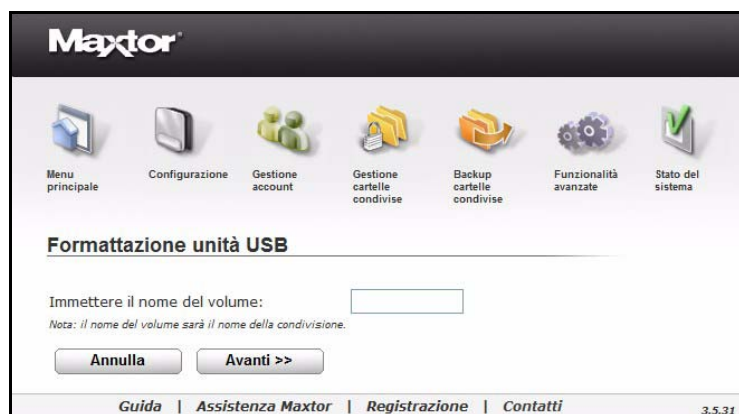 Maxtor
Menu principale
Configurazione
Gestione account
Gestione cartelle condivise
Backup cartelle condivise
Funzionalità avanzate
Stato del sistema
Formattazione unità USB
Immettere il nome del volume:
Nota: il nome del volume sarà il nome della condivisione.
Annulla
Avanti >>
Guida | Assistenza Maxtor | Registrazione | Contatti
3.5.31